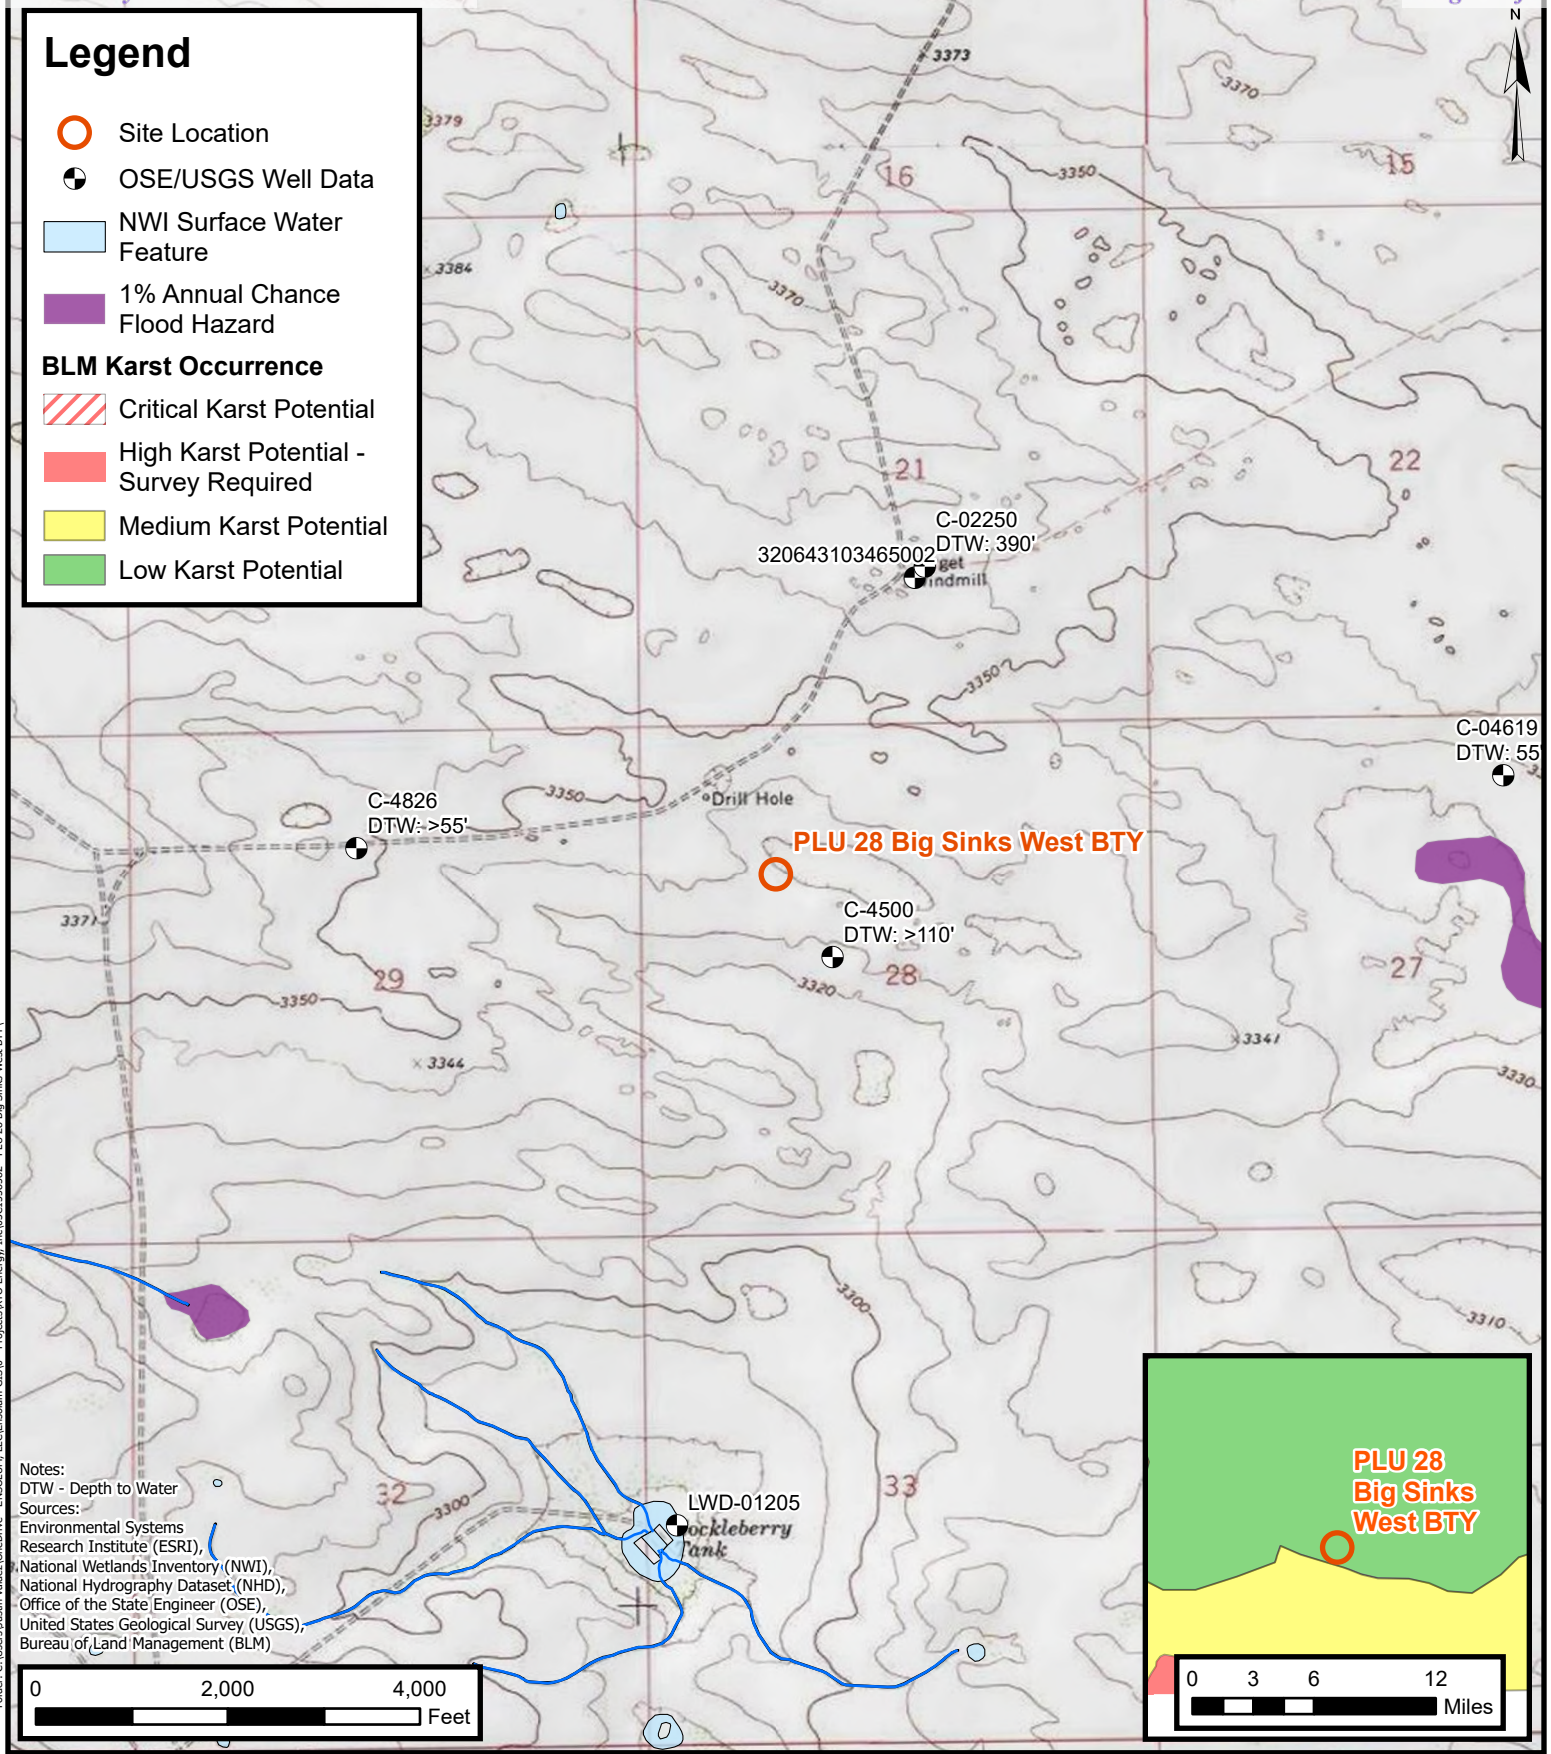 Legend
Site Location
OSE/USGS Well Data
NWI Surface Water
Feature
1% Annual Chance
Flood Hazard
BLM Karst Occurrence
Critical Karst Potential
High Karst Potential -
Survey Required
Medium Karst Potential
Low Karst Potential
N
3373
3370
3379
16
15
3350
3384
3370
21
22
C-02250
DTW: 390'
320643103465002
get
indmill
3350
C-04619
DTW: 55'
C-4826
DTW: >55'
3350
Drill Hole
PLU 28 Big Sinks West BTY
3371
C-4500
DTW: >110'
29
28
27
3320
3350
3341
3344
3330
3300
3310
32
3300
33
LWD-01205
ockleberry
Tank
Notes:
DTW - Depth to Water
Sources:
Environmental Systems
Research Institute (ESRI),
National Wetlands Inventory (NWI),
National Hydrography Dataset (NHD),
Office of the State Engineer (OSE),
United States Geological Survey (USGS),
Bureau of Land Management (BLM)
0 2,000 4,000
Feet
PLU 28
Big Sinks
West BTY
0 3 6 12
Miles